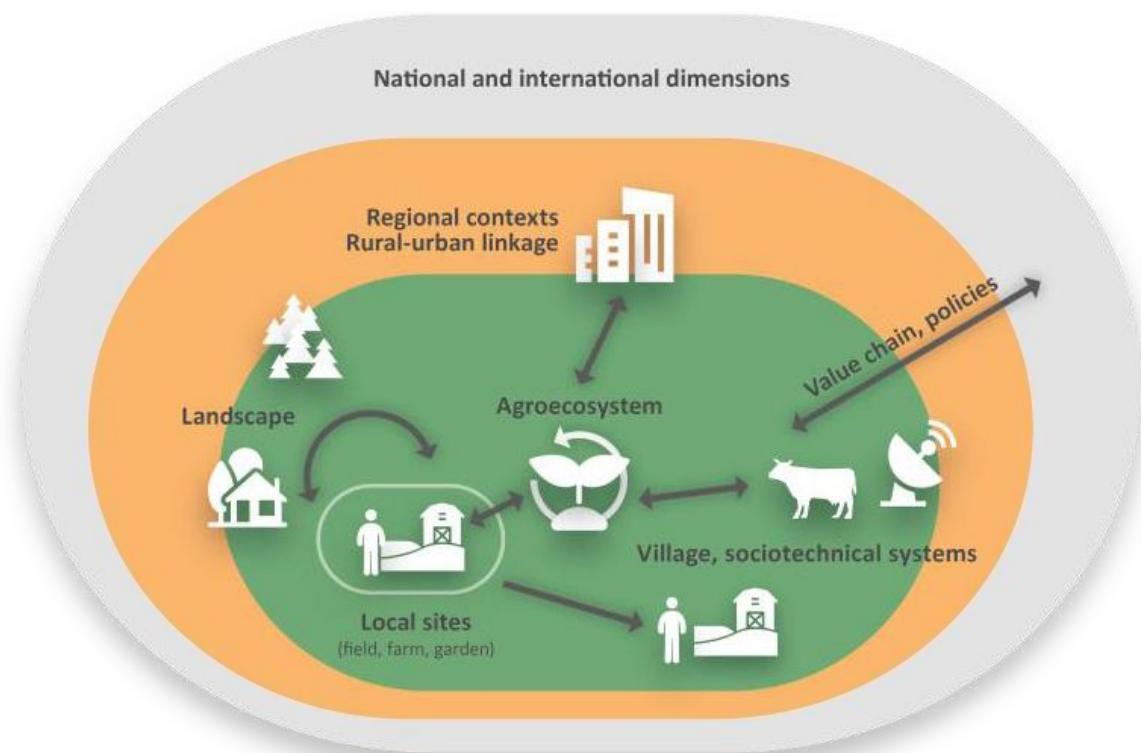 National and international dimensions
Regional contexts
Rural-urban linkage
Value chain, policies
Landscape
Agroecosystem
Village, sociotechnical systems
Local sites
(field, farm, garden)